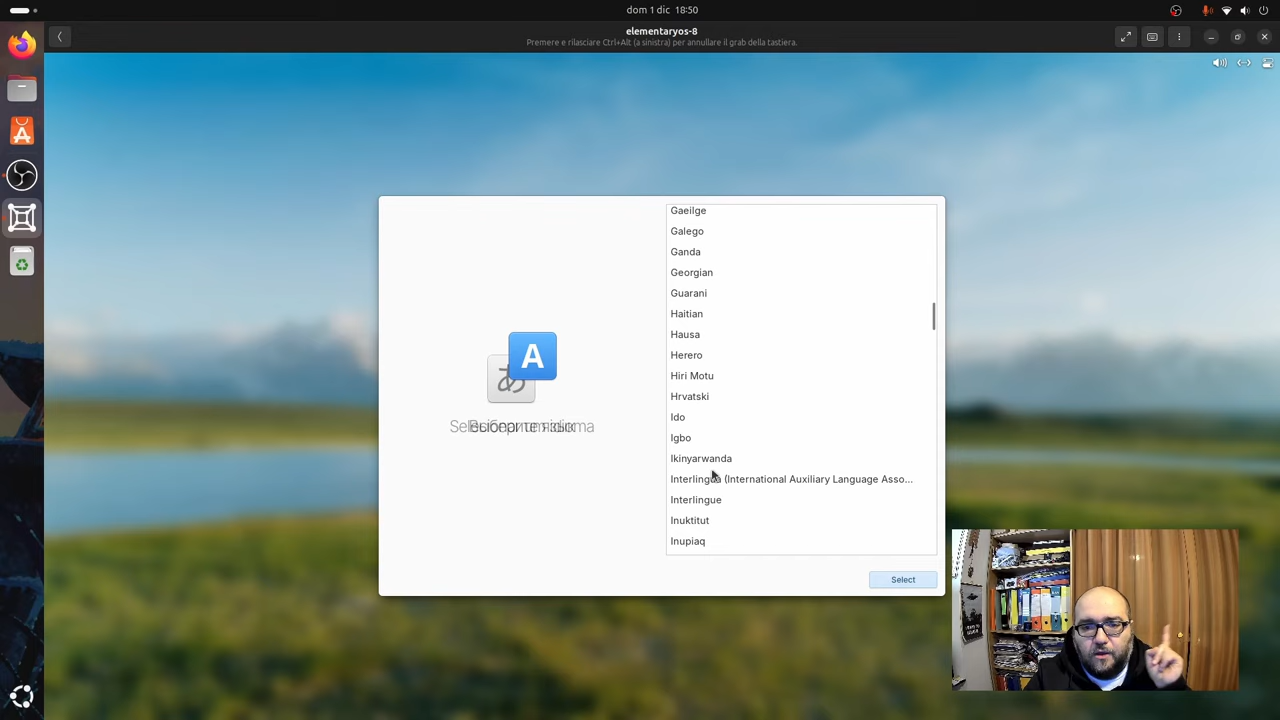 dom 1 dic 18:50
elementaryos-8
Premere e rilasciare Ctrl+Alt (a sinistra) per annullare il grab della tastiera.
Gaeilge
Galego
Ganda
Georgian
Guarani
Haitian
Hausa
Herero
Hiri Motu
Hrvatski
Ido
Igbo
Ikinyarwanda
Interlingua (International Auxiliary Language Asso...
Interlingue
Inuktitut
Inupiaq
A
あ
Select